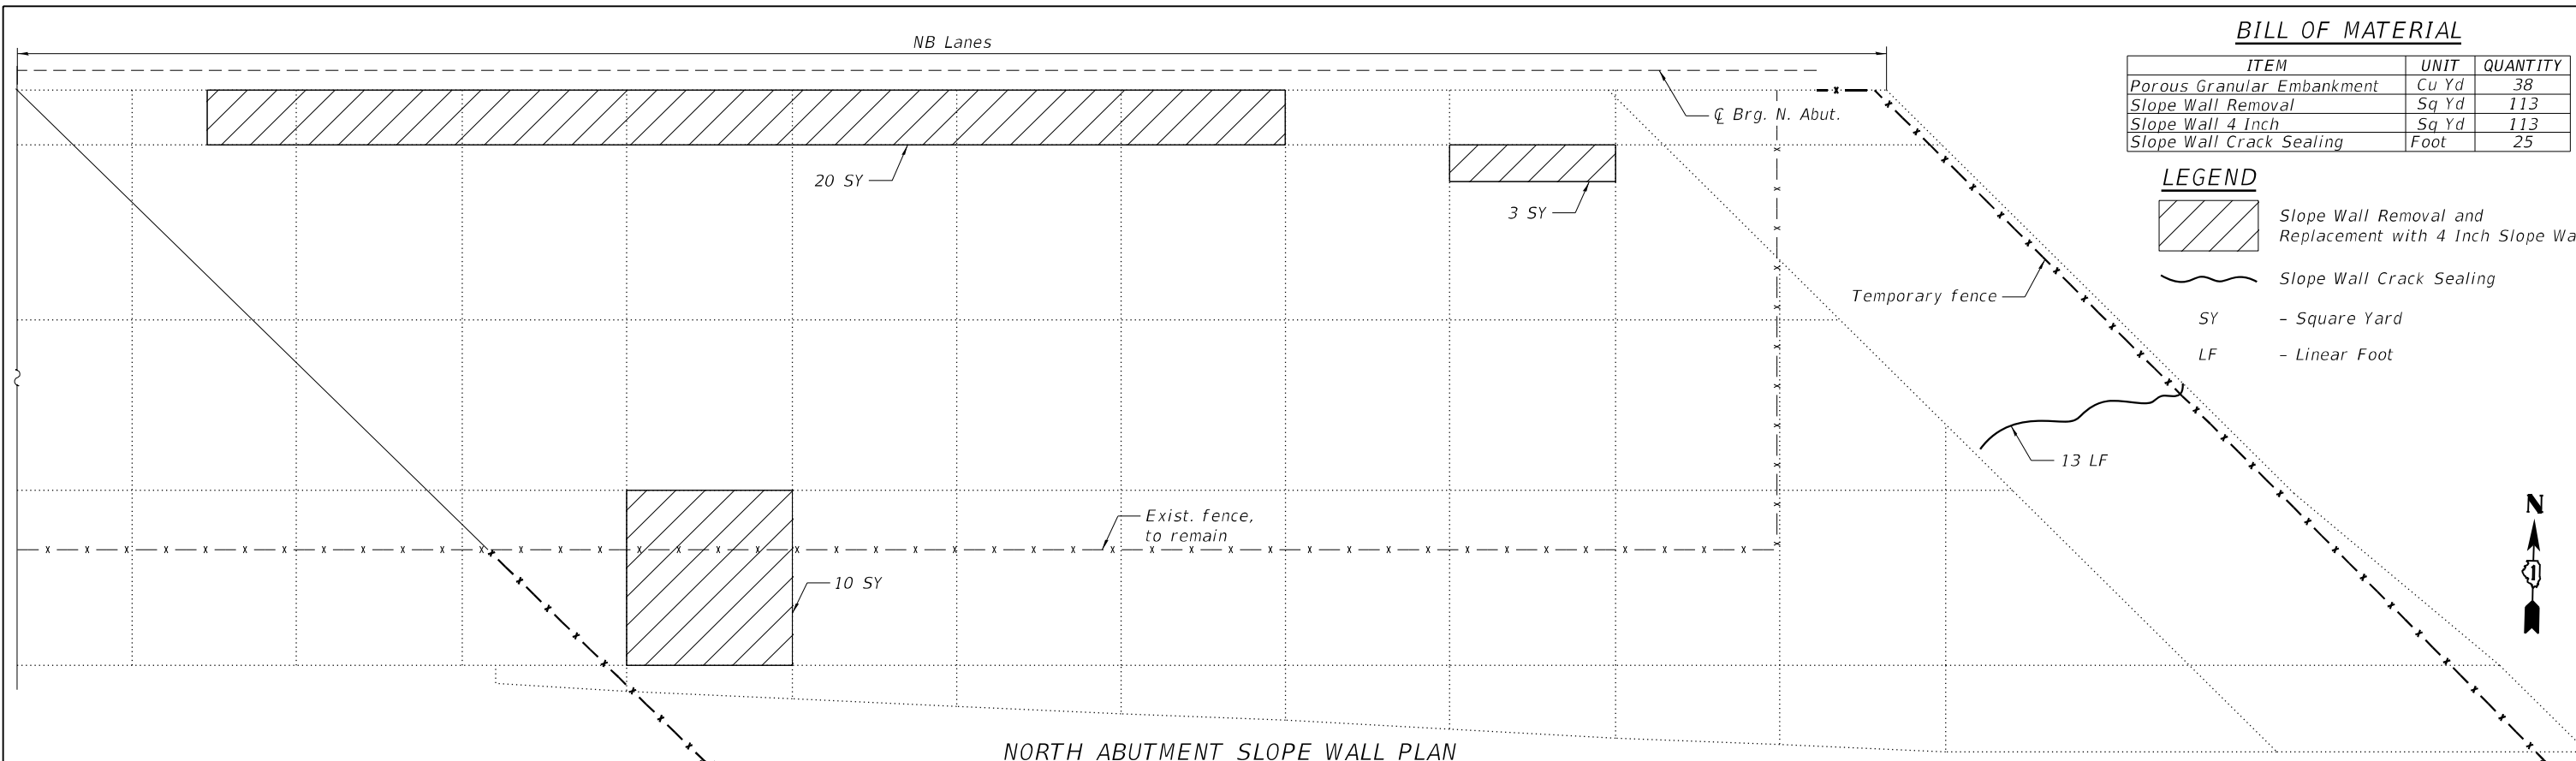 NB Lanes
BILL OF MATERIAL
ITEM UNIT QUANTITY
Porous Granular Embankment Cu Yd 38
Slope Wall Removal Sq Yd 113
Slope Wall 4 Inch Sq Yd 113
Slope Wall Crack Sealing Foot 25
℄ Brg. N. Abut.
20 SY
3 SY
LEGEND
Slope Wall Removal and
Replacement with 4 Inch Slope Wa
Slope Wall Crack Sealing
SY – Square Yard
LF – Linear Foot
Temporary fence
13 LF
Exist. fence,
to remain
10 SY
N
1
NORTH ABUTMENT SLOPE WALL PLAN